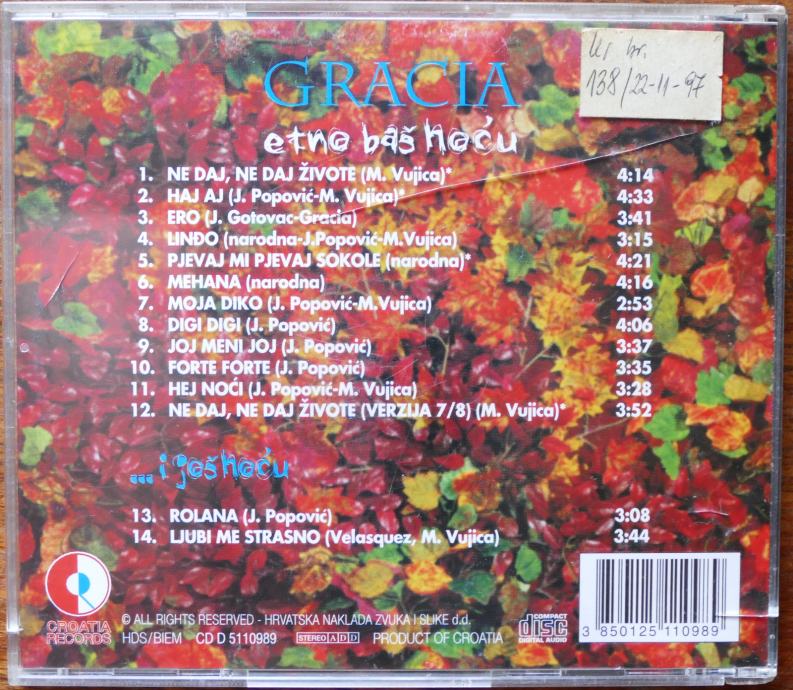 Ur br.
138/22-11-97
GRACIA
etno baš hoću
1. NE DAJ, NE DAJ ŽIVOTE (M. Vujica)* 4:14
2. HAJ AJ (J. Popović-M. Vujica)* 4:33
3. ERO (J. Gotovac-Gracia) 3:41
4. LINĐO (narodna-J.Popović-M.Vujica) 3:15
5. PJEVAJ MI PJEVAJ SOKOLE (narodna)* 4:21
6. MEHANA (narodna) 4:16
7. MOJA DIKO (J. Popović-M.Vujica) 2:53
8. DIGI DIGI (J. Popović) 4:06
9. JOJ MENI JOJ (J. Popović) 3:37
10. FORTE FORTE (J. Popović) 3:35
11. HEJ NOĆI (J. Popović-M. Vujica) 3:28
12. NE DAJ, NE DAJ ŽIVOTE (VERZIJA 7/8) (M. Vujica)* 3:52
... i još hoću
13. ROLANA (J. Popović) 3:08
14. LJUBI ME STRASNO (Velasquez, M. Vujica) 3:44
CROATIA
RECORDS
© ALL RIGHTS RESERVED - HRVATSKA NAKLADA ZVUKA I SLIKE d.d.
HDS/BIEM CD D 5110989 STEREO A D D PRODUCT OF CROATIA
COMPACT
disc
DIGITAL AUDIO
3 850125 110989